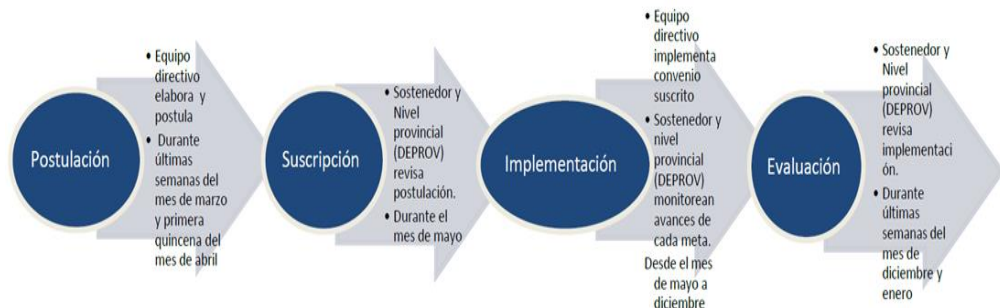 Postulación
• Equipo
directivo
elabora y
postula
• Durante
últimas
semanas del
mes de marzo
y primera
quincena del
mes de abril
Suscripción
• Sostenedor y
Nivel
provincial
(DEPROV)
revisa
postulación.
• Durante el
mes de mayo
Implementación
• Equipo
directivo
implementa
convenio
suscrito
• Sostenedor y
nivel
provincial
(DEPROV)
monitorean
avances de
cada meta.
Desde el mes
de mayo a
diciembre
Evaluación
• Sostenedor y
Nivel
provincial
(DEPROV)
revisa
implementaci
ón.
• Durante
últimas
semanas del
mes de
diciembre y
enero